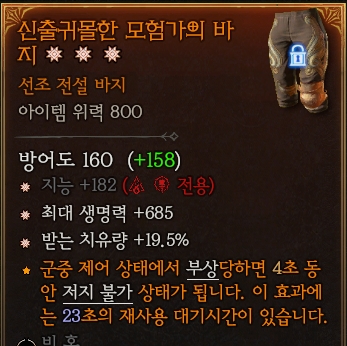 신출귀몰한 모험가의 바
지
선조 전설 바지
아이템 위력 800
방어도 160 (+158)
지능 +182 ( 전용)
최대 생명력 +685
받는 치유량 +19.5%
군중 제어 상태에서 부상당하면 4초 동
안 저지 불가 상태가 됩니다. 이 효과에
는 23초의 재사용 대기시간이 있습니다.
빈 홈